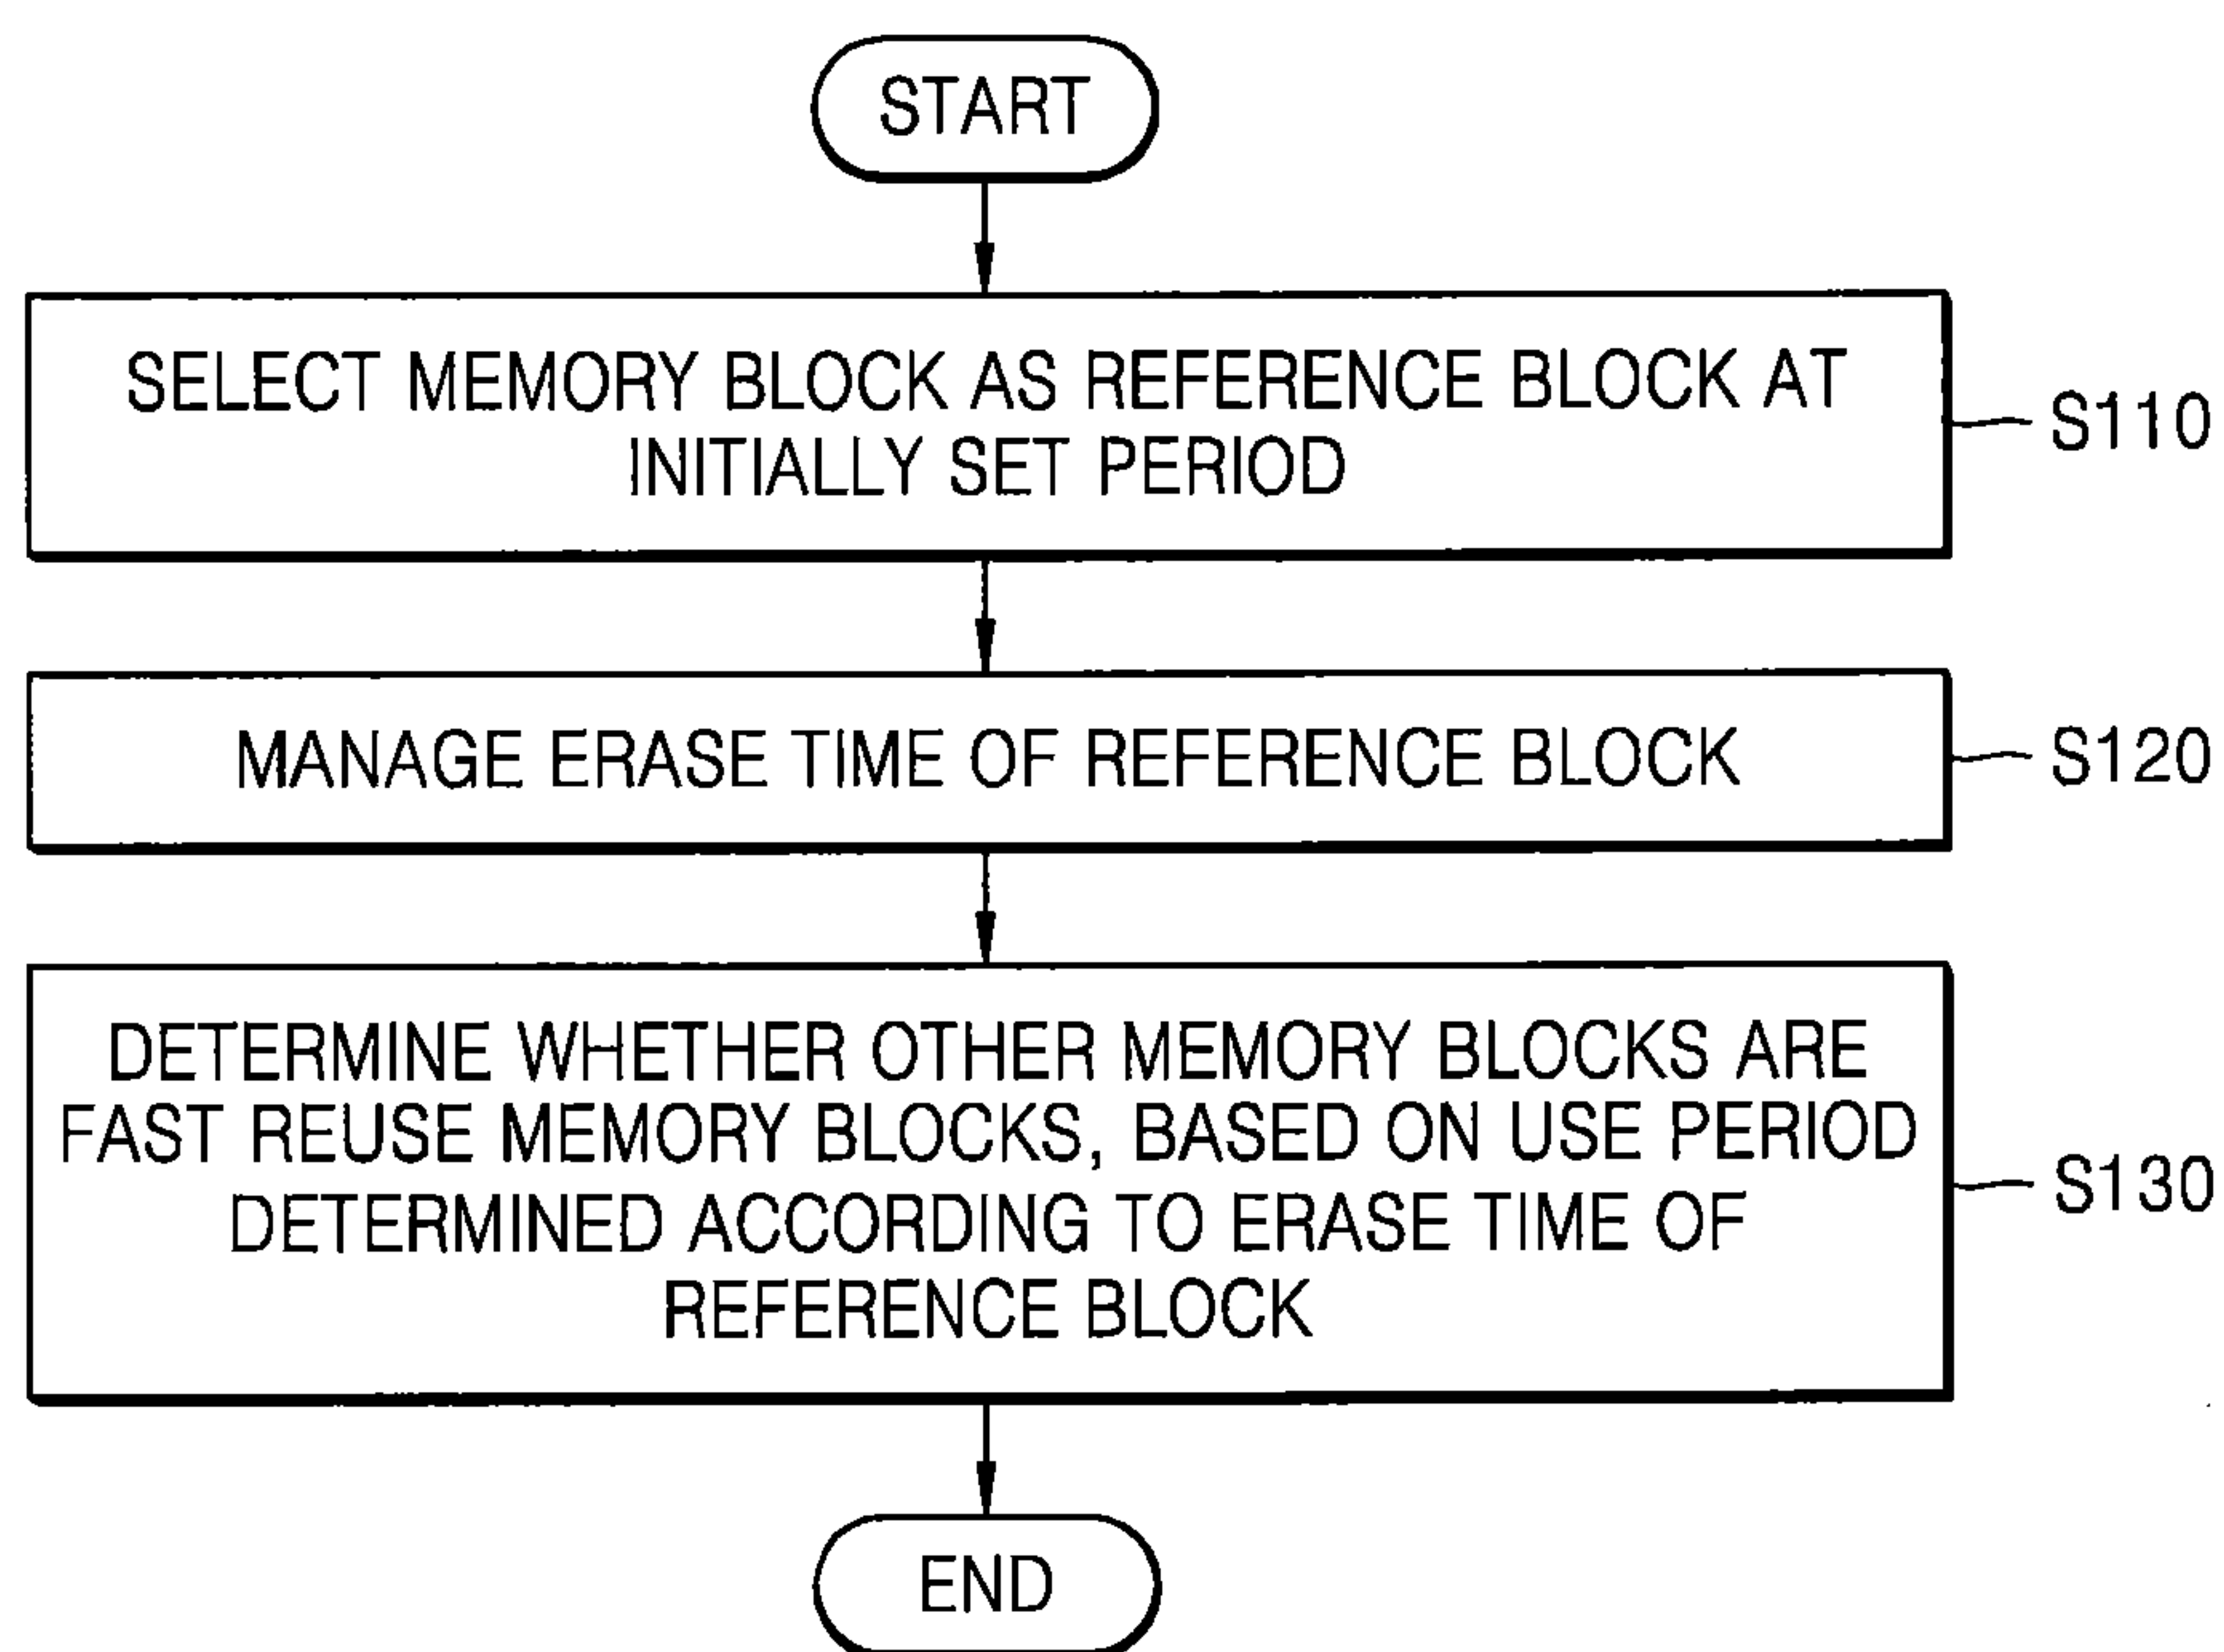 START
SELECT MEMORY BLOCK AS REFERENCE BLOCK AT
INITIALLY SET PERIOD
S110
MANAGE ERASE TIME OF REFERENCE BLOCK
S120
DETERMINE WHETHER OTHER MEMORY BLOCKS ARE
FAST REUSE MEMORY BLOCKS, BASED ON USE PERIOD
DETERMINED ACCORDING TO ERASE TIME OF
REFERENCE BLOCK
S130
END